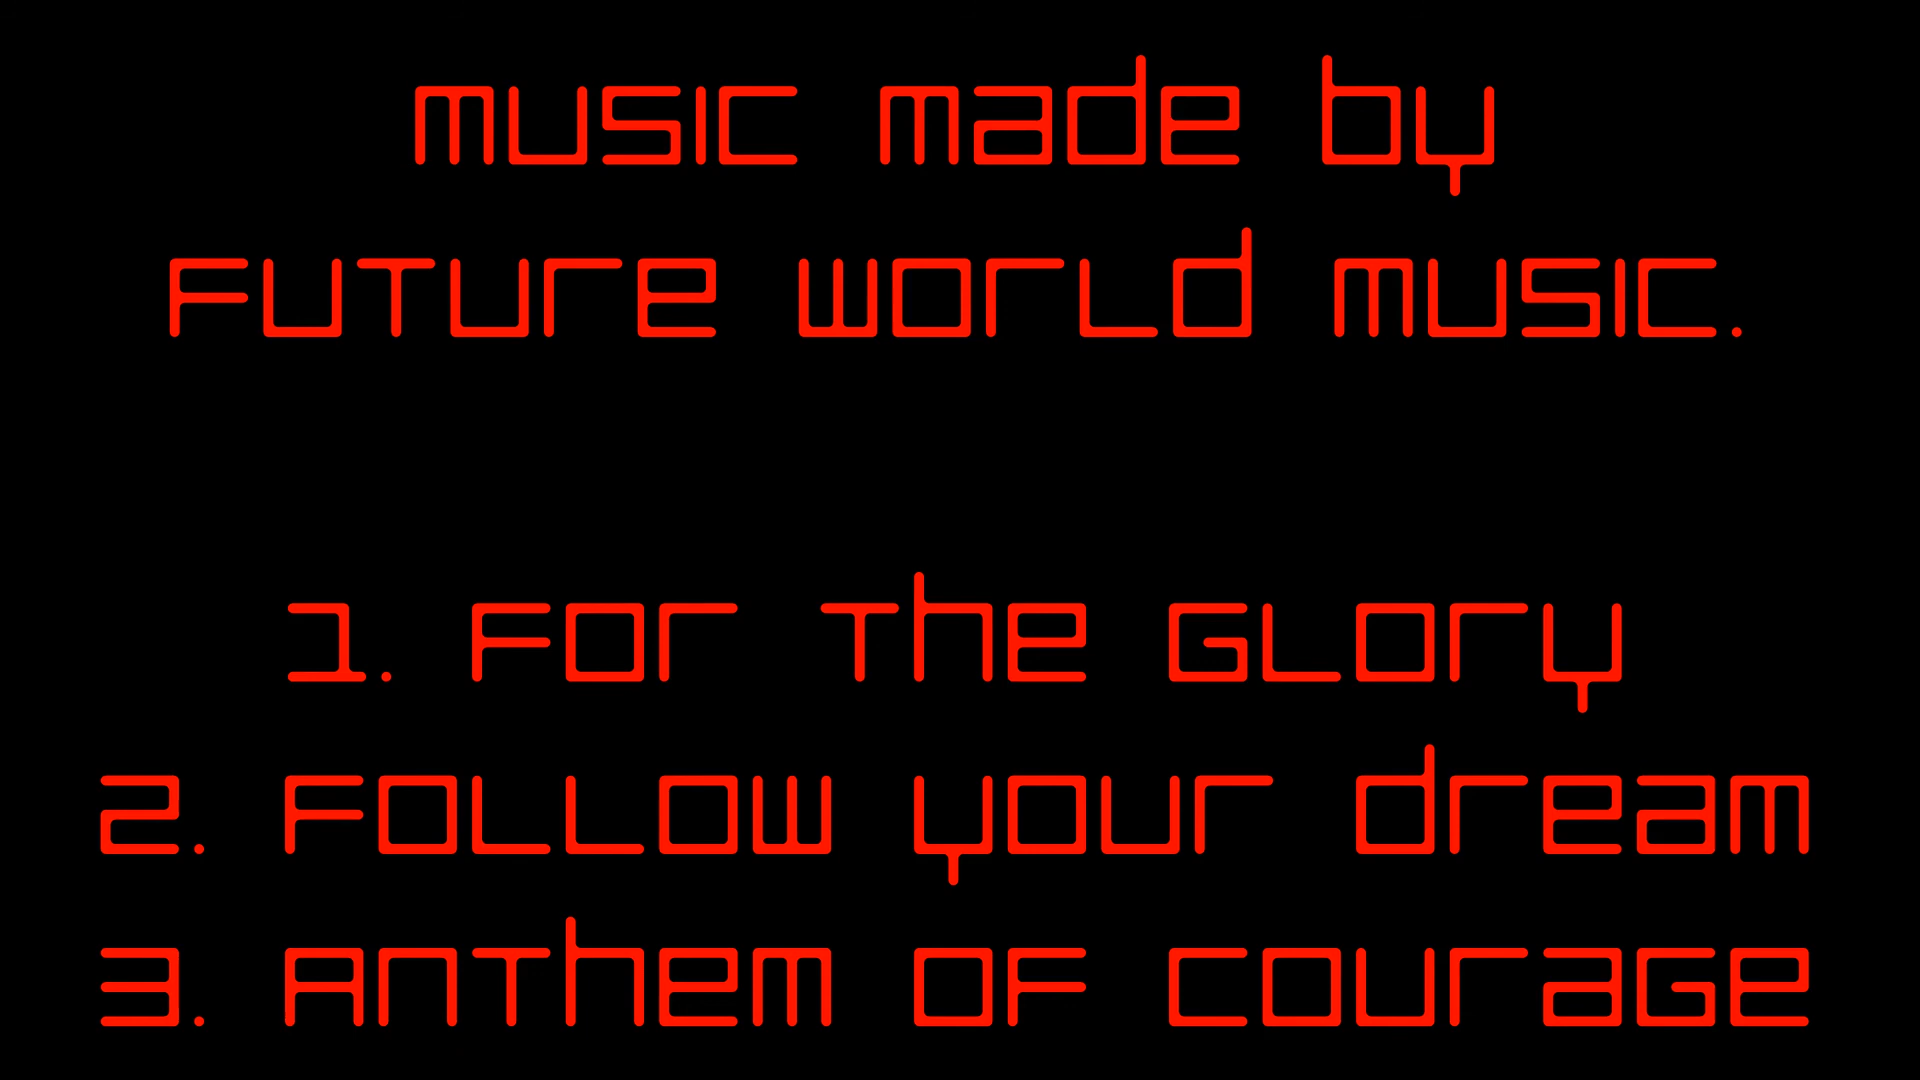 music made by
Future world music.
1. For the Glory
2. Follow your dream
3. Anthem of courage